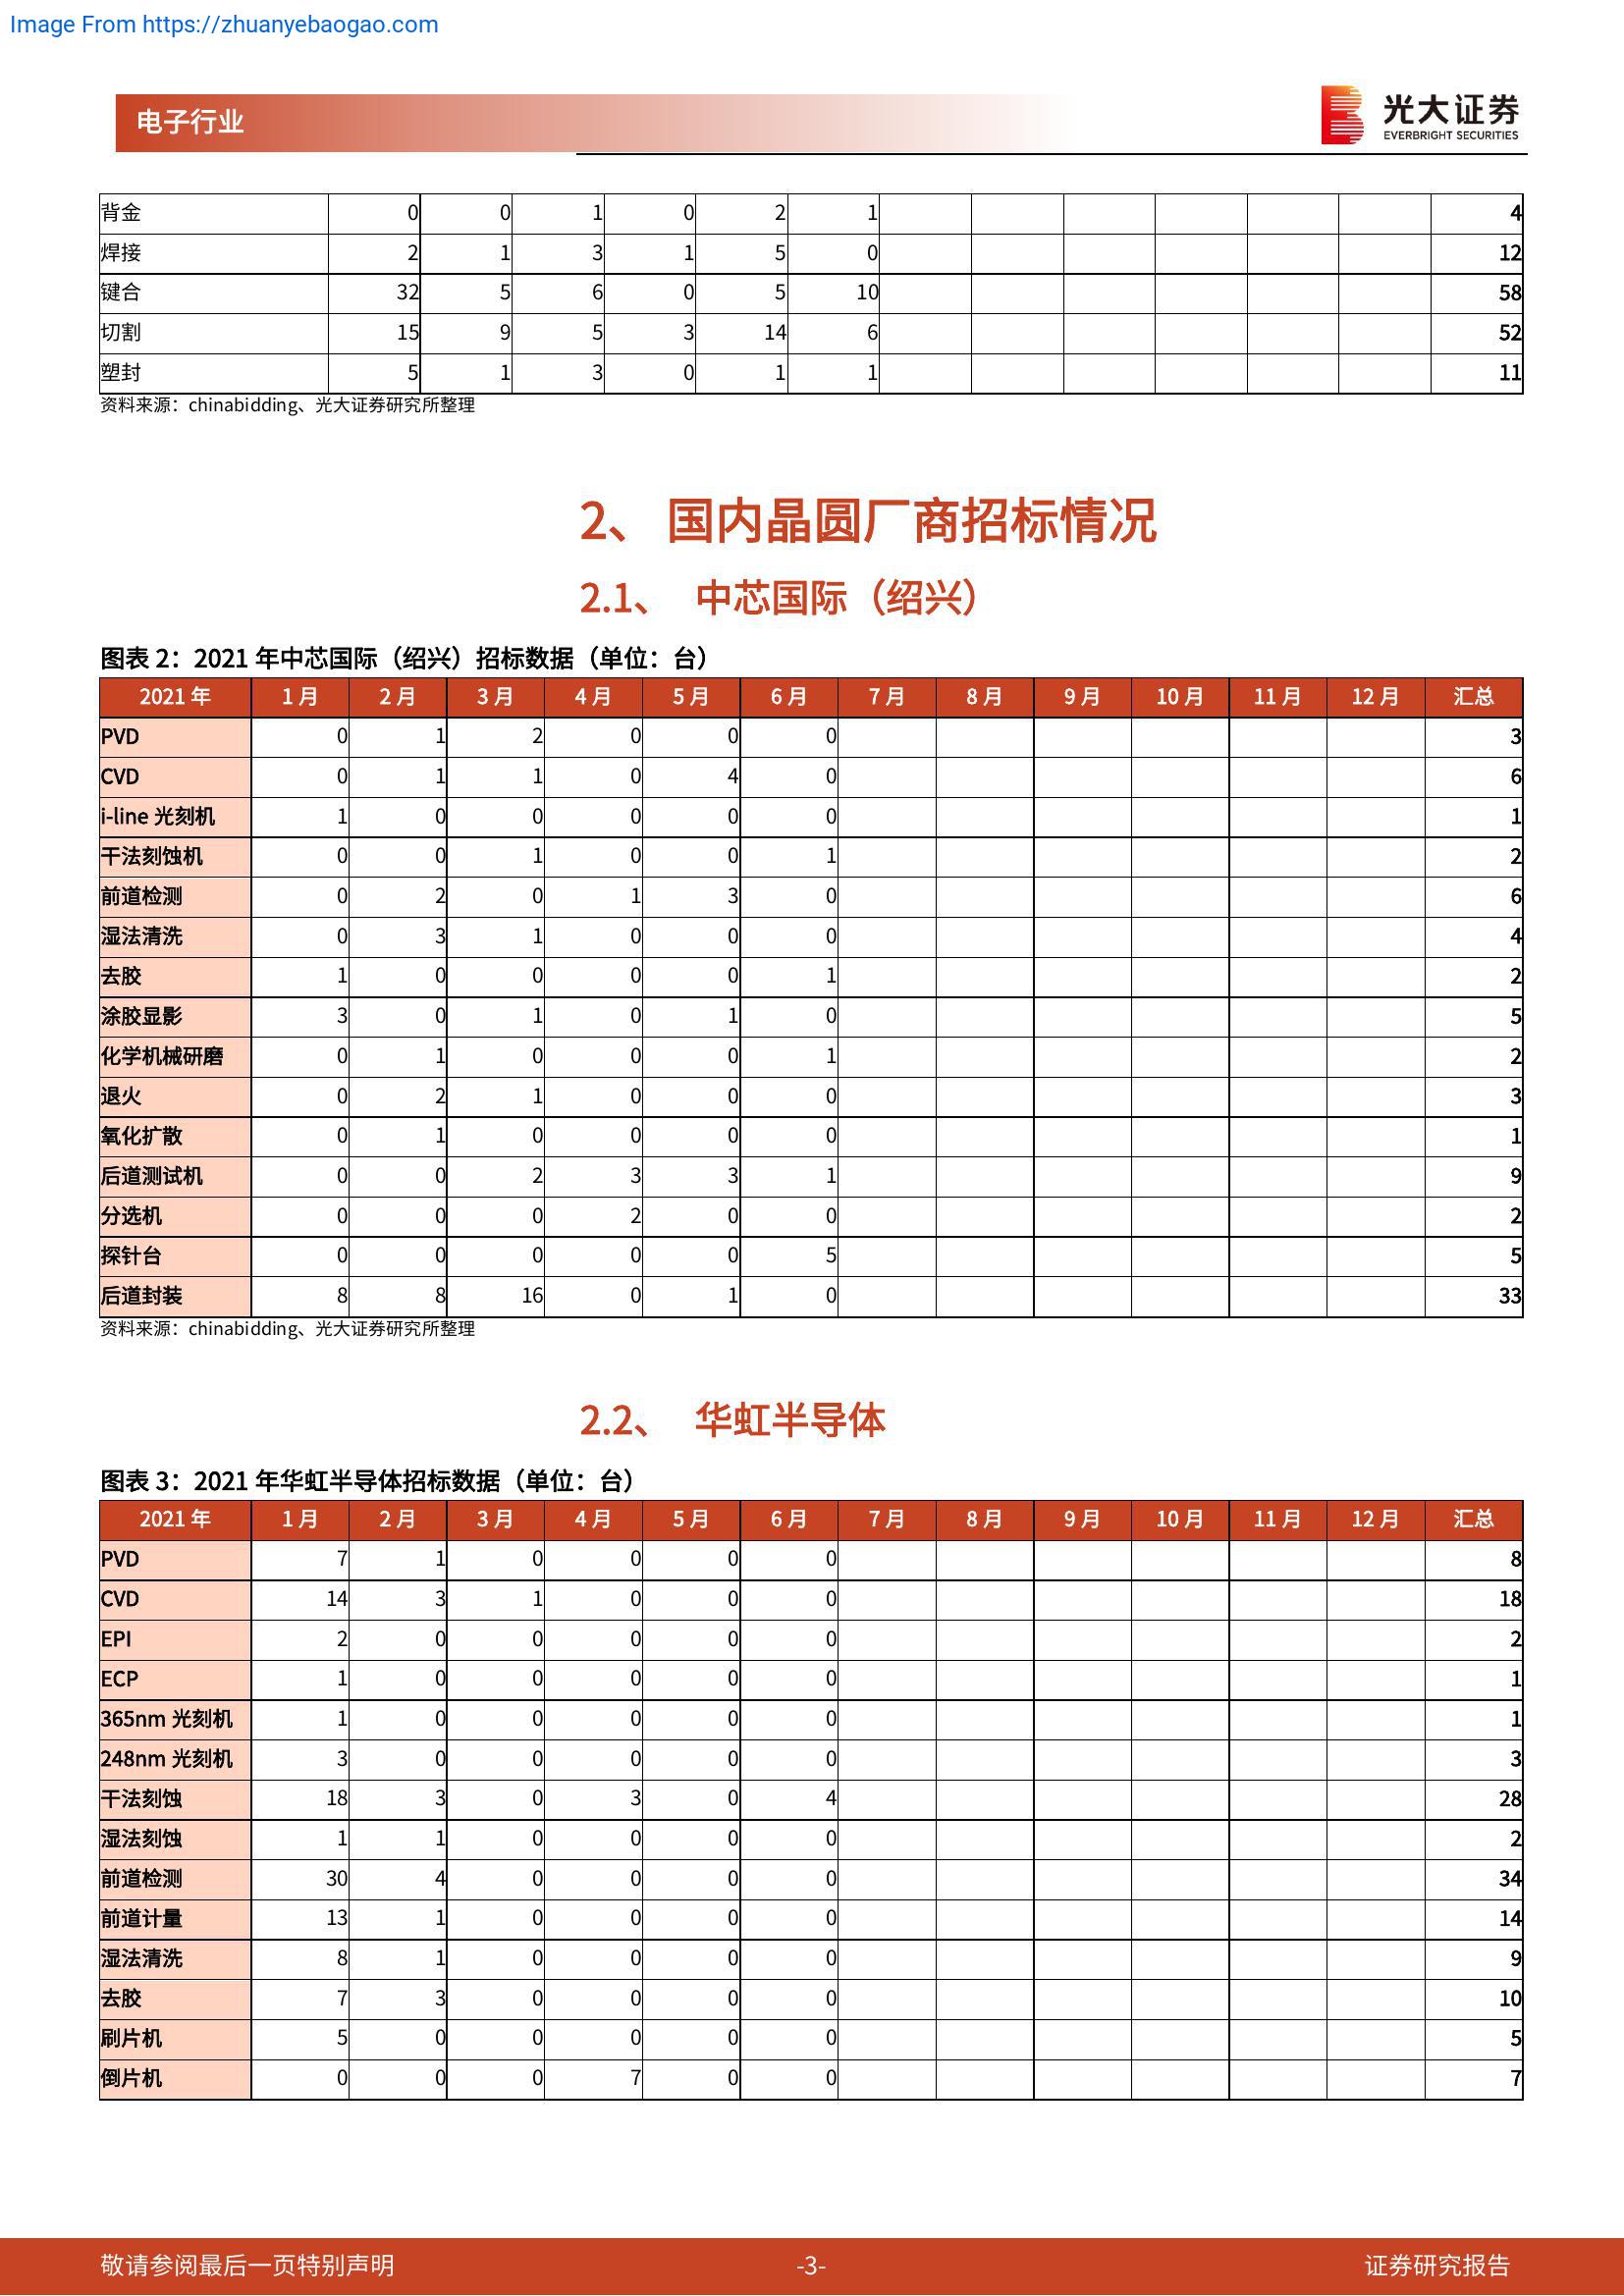 Image From https://zhuanyebaogao.com
电子行业
光大证券
EVERBRIGHT SECURITIES
背金 0 0 1 0 2 1 4
焊接 2 1 3 1 5 0 12
键合 32 5 6 0 5 10 58
切割 15 9 5 3 14 6 52
塑封 5 1 3 0 1 1 11
资料来源：chinabidding、光大证券研究所整理
2、 国内晶圆厂商招标情况
2.1、 中芯国际（绍兴）
图表 2：2021 年中芯国际（绍兴）招标数据（单位：台）
2021 年 1 月 2 月 3 月 4 月 5 月 6 月 7 月 8 月 9 月 10 月 11 月 12 月 汇总
PVD 0 1 2 0 0 0 3
CVD 0 1 1 0 4 0 6
i-line 光刻机 1 0 0 0 0 0 1
干法刻蚀机 0 0 1 0 0 1 2
前道检测 0 2 0 1 3 0 6
湿法清洗 0 3 1 0 0 0 4
去胶 1 0 0 0 0 1 2
涂胶显影 3 0 1 0 1 0 5
化学机械研磨 0 1 0 0 0 1 2
退火 0 2 1 0 0 0 3
氧化扩散 0 1 0 0 0 0 1
后道测试机 0 0 2 3 3 1 9
分选机 0 0 0 2 0 0 2
探针台 0 0 0 0 0 5 5
后道封装 8 8 16 0 1 0 33
资料来源：chinabidding、光大证券研究所整理
2.2、 华虹半导体
图表 3：2021 年华虹半导体招标数据（单位：台）
2021 年 1 月 2 月 3 月 4 月 5 月 6 月 7 月 8 月 9 月 10 月 11 月 12 月 汇总
PVD 7 1 0 0 0 0 8
CVD 14 3 1 0 0 0 18
EPI 2 0 0 0 0 0 2
ECP 1 0 0 0 0 0 1
365nm 光刻机 1 0 0 0 0 0 1
248nm 光刻机 3 0 0 0 0 0 3
干法刻蚀 18 3 0 3 0 4 28
湿法刻蚀 1 1 0 0 0 0 2
前道检测 30 4 0 0 0 0 34
前道计量 13 1 0 0 0 0 14
湿法清洗 8 1 0 0 0 0 9
去胶 7 3 0 0 0 0 10
刷片机 5 0 0 0 0 0 5
倒片机 0 0 0 7 0 0 7
敬请参阅最后一页特别声明 -3- 证券研究报告